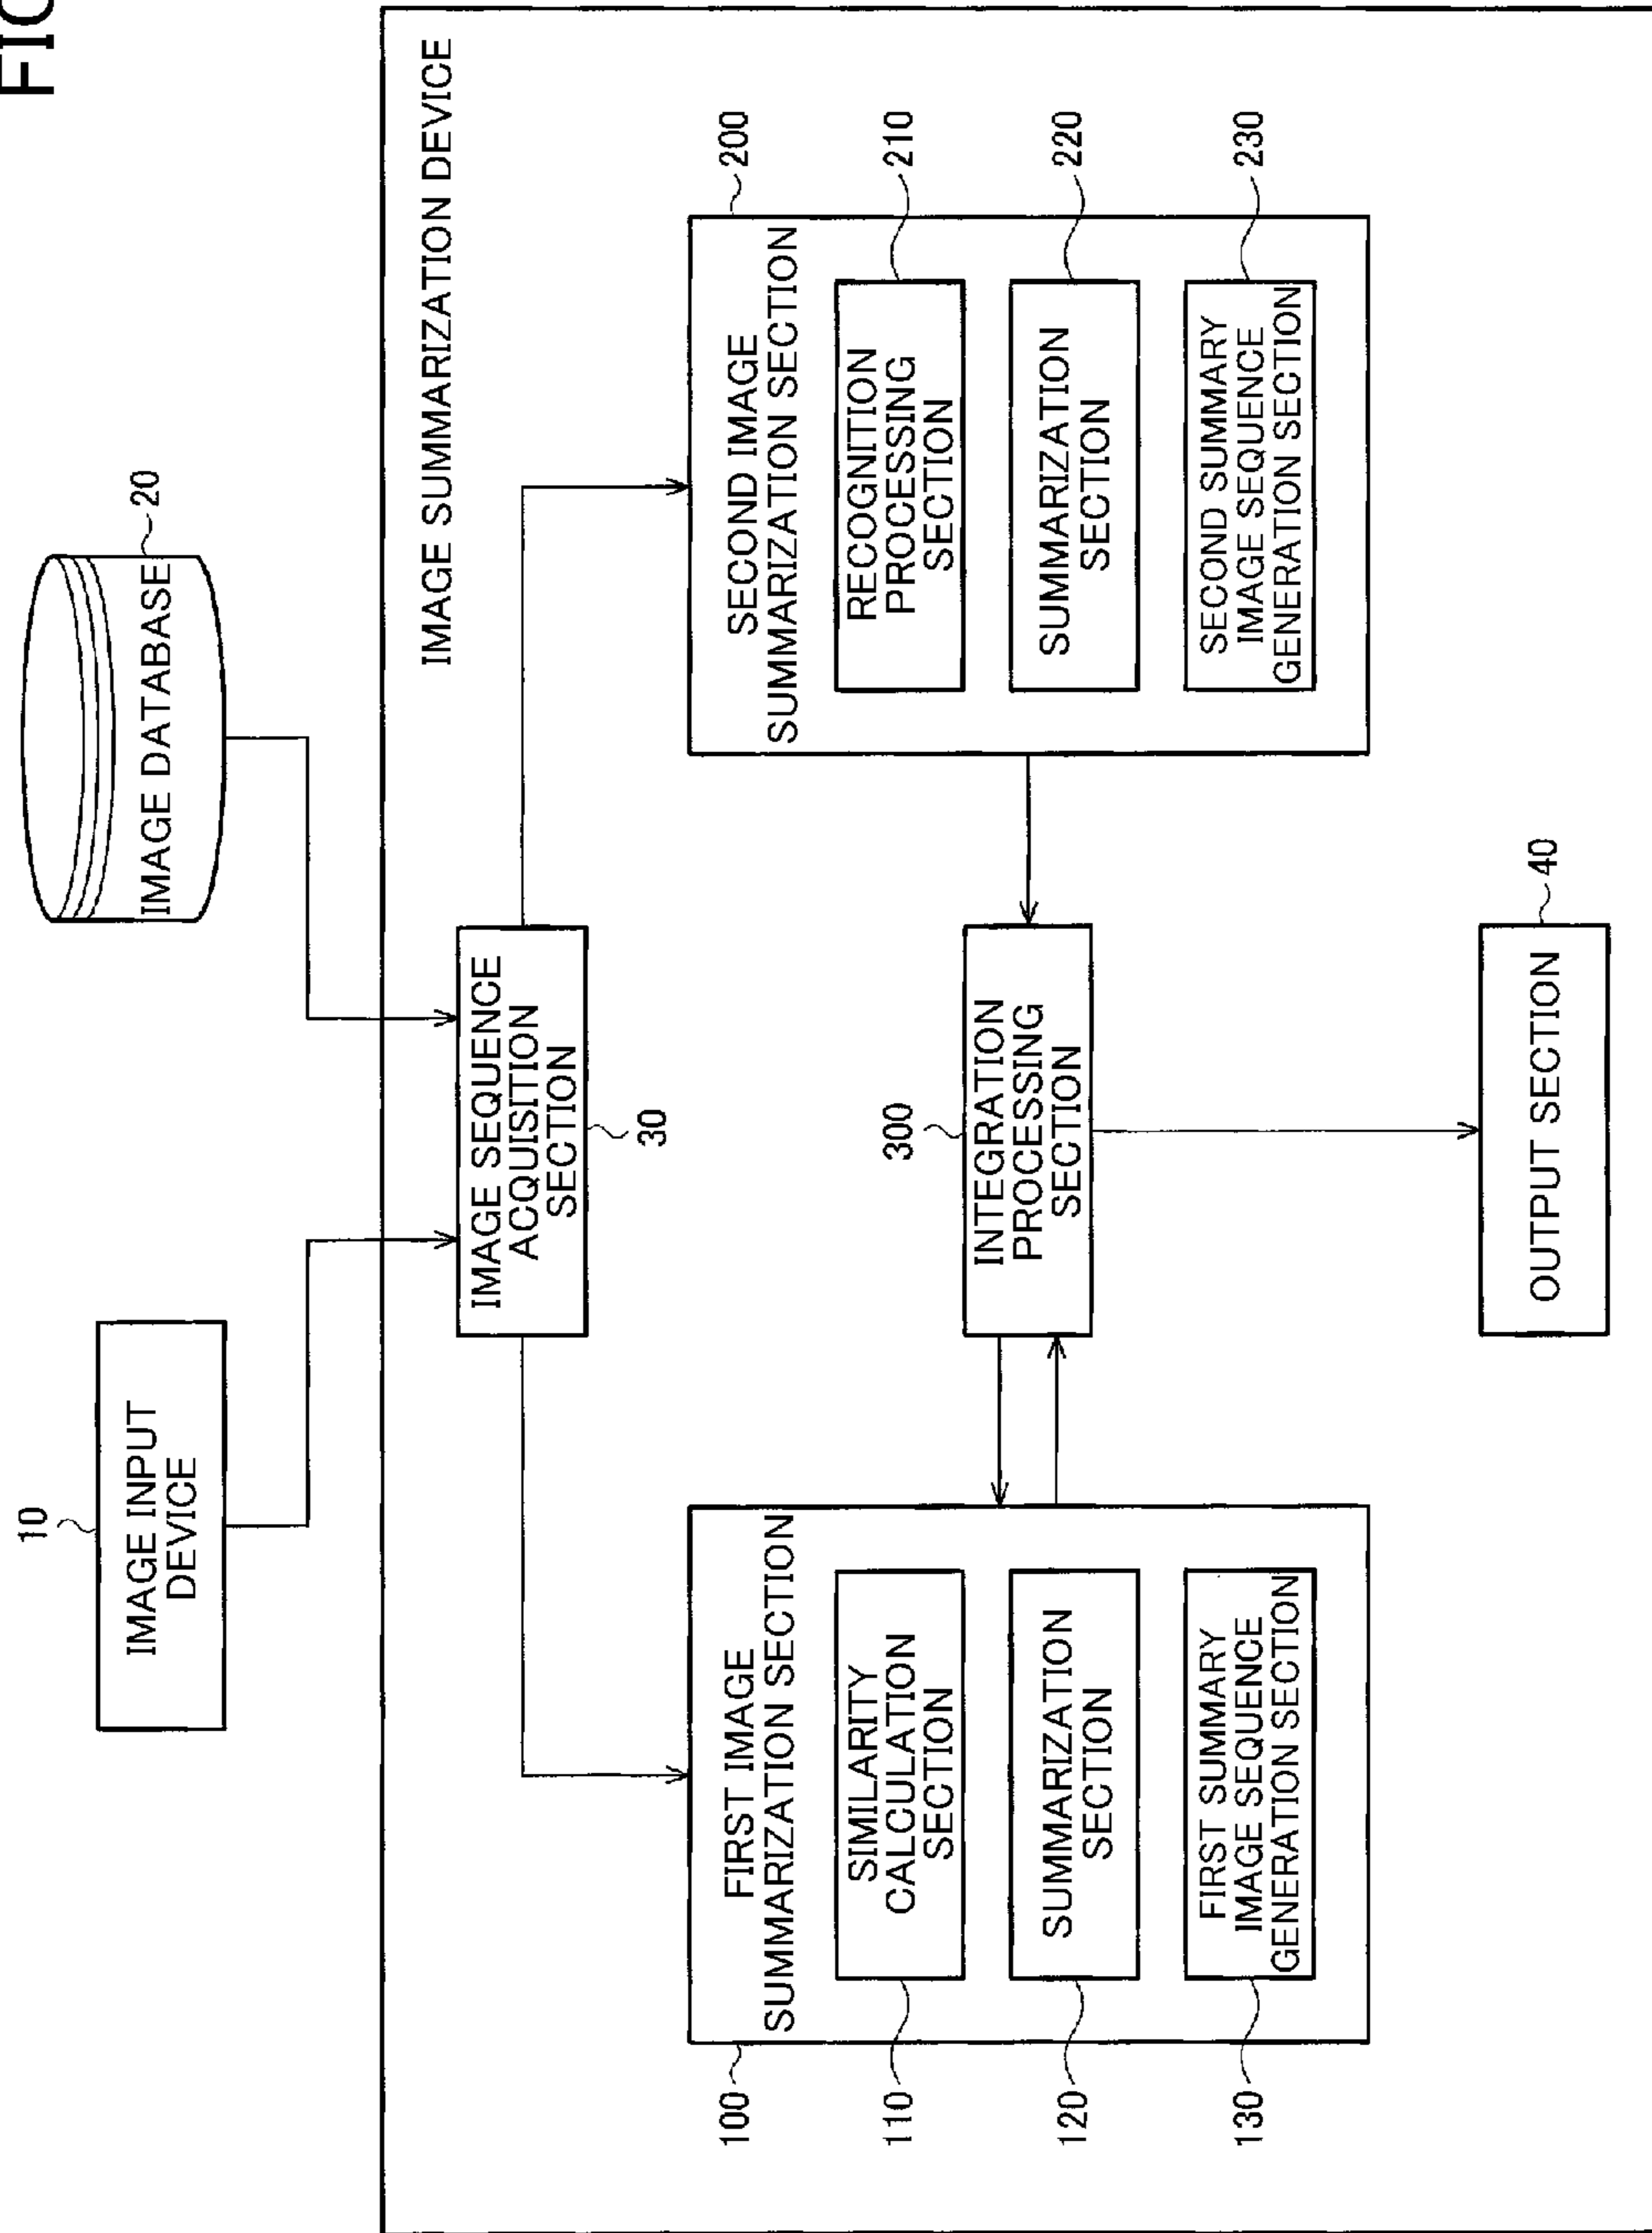 FIG
10
IMAGE INPUT
DEVICE
IMAGE DATABASE
20
IMAGE SUMMARIZATION DEVICE
IMAGE SEQUENCE
ACQUISITION
SECTION
30
100
FIRST IMAGE
SUMMARIZATION SECTION
110
SIMILARITY
CALCULATION
SECTION
120
SUMMARIZATION
SECTION
130
FIRST SUMMARY
IMAGE SEQUENCE
GENERATION SECTION
300
INTEGRATION
PROCESSING
SECTION
200
SECOND IMAGE
SUMMARIZATION SECTION
210
RECOGNITION
PROCESSING
SECTION
220
SUMMARIZATION
SECTION
230
SECOND SUMMARY
IMAGE SEQUENCE
GENERATION SECTION
40
OUTPUT SECTION